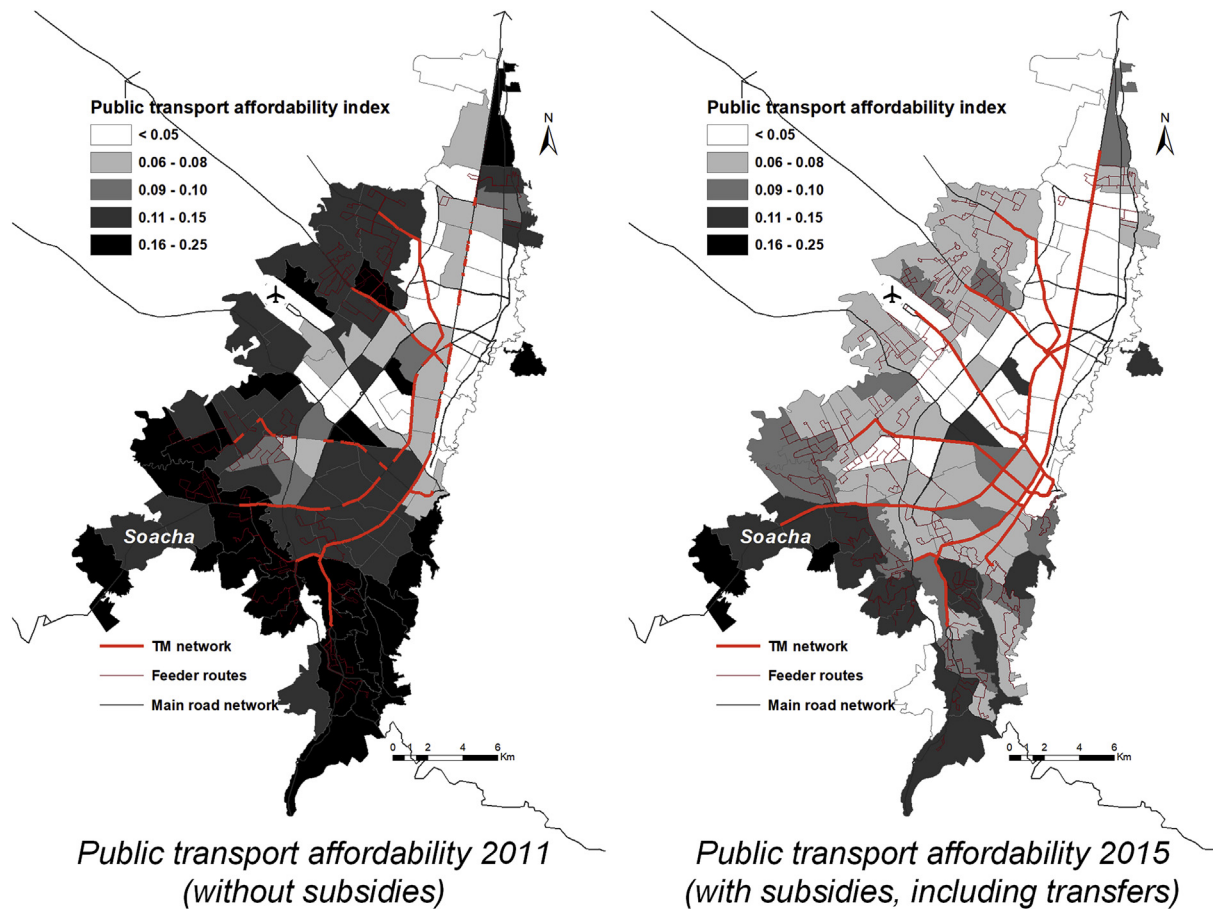 Public transport affordability index
< 0.05
0.06 - 0.08
0.09 - 0.10
0.11 - 0.15
0.16 - 0.25
N
Soacha
TM network
Feeder routes
Main road network
0 2 4 6
Km
Public transport affordability 2011
(without subsidies)
Public transport affordability index
< 0.05
0.06 - 0.08
0.09 - 0.10
0.11 - 0.15
0.16 - 0.25
N
Soacha
TM network
Feeder routes
Main road network
0 1 2 4 6
Km
Public transport affordability 2015
(with subsidies, including transfers)